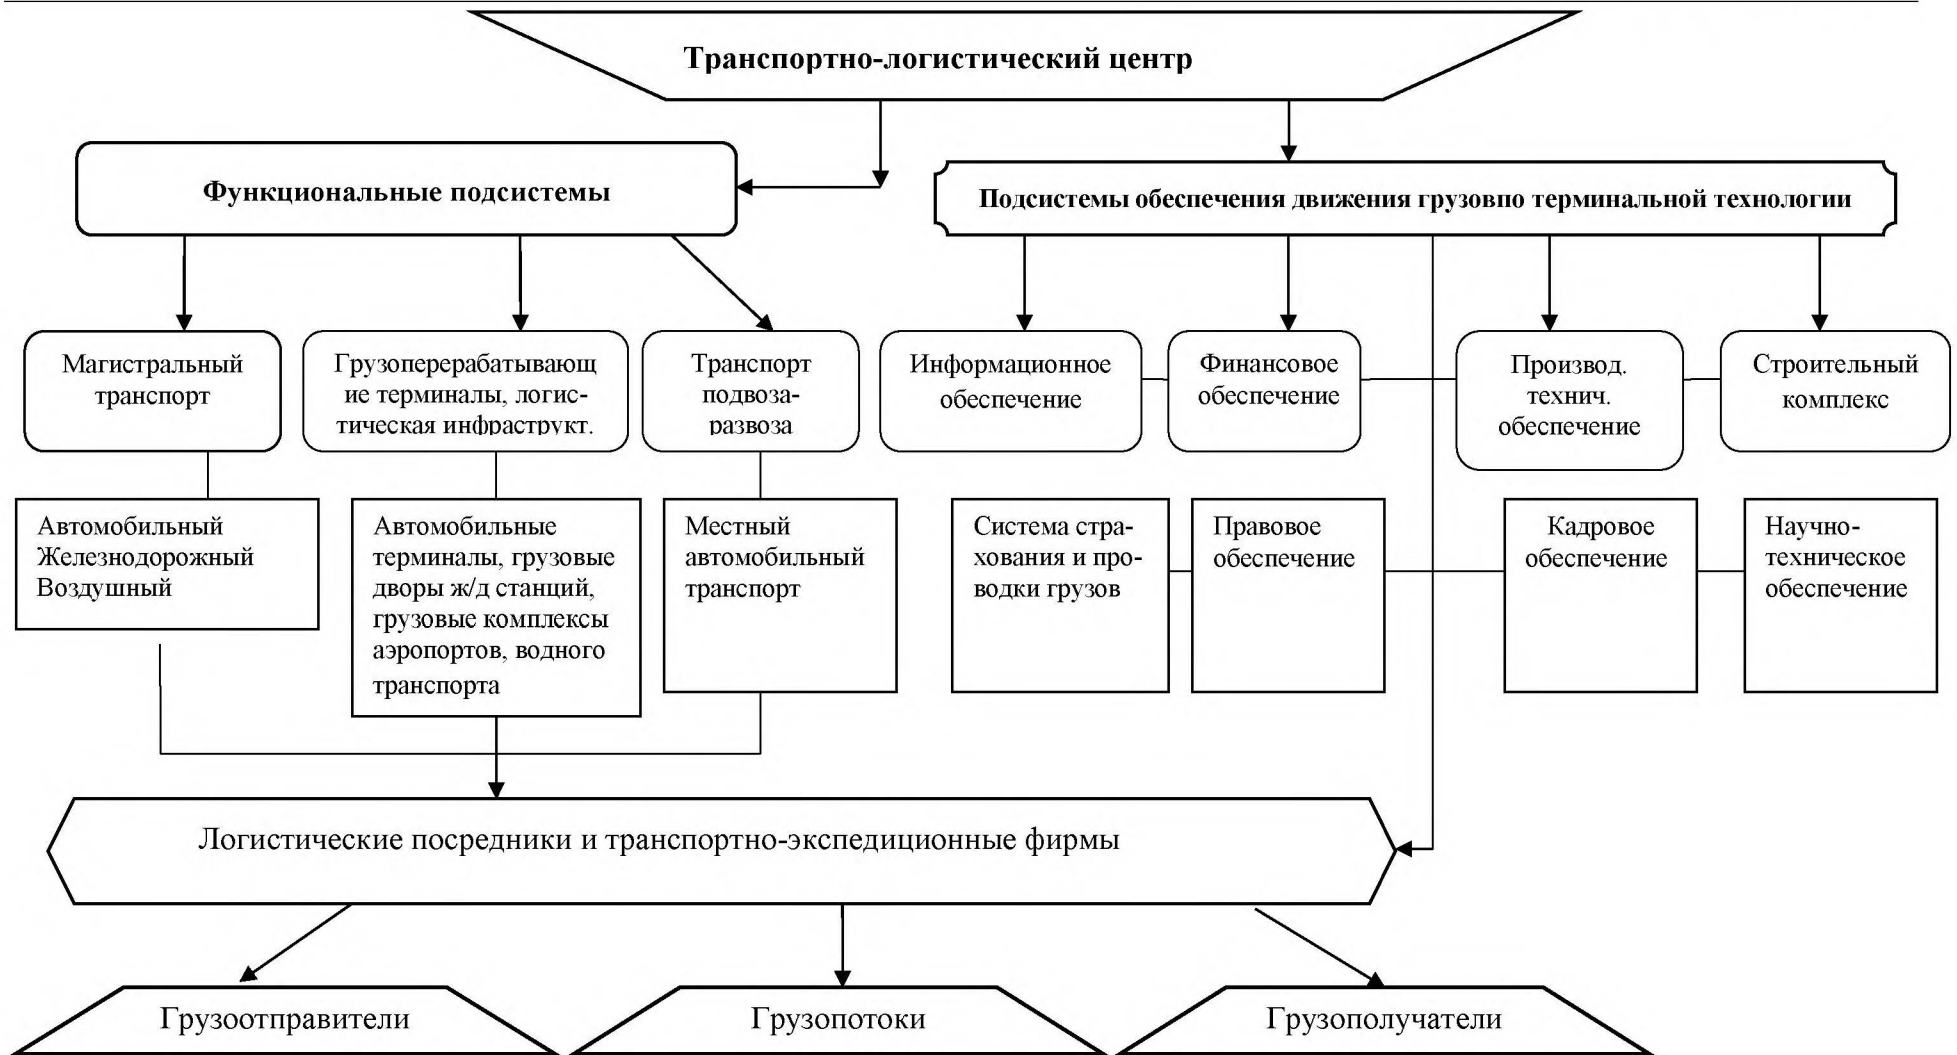 Транспортно-логистический центр
Функциональные подсистемы
Подсистемы обеспечения движения грузовпо терминальной технологии
Магистральный
транспорт
Грузоперерабатывающ
ие терминалы, логис-
тическая инфраструкт.
Транспорт
подвоза-
развоза
Информационное
обеспечение
Финансовое
обеспечение
Производ.
технич.
обеспечение
Строительный
комплекс
Автомобильный
Железнодорожный
Воздушный
Автомобильные
терминалы, грузовые
дворы ж/д станций,
грузовые комплексы
аэропортов, водного
транспорта
Местный
автомобильный
транспорт
Система стра-
хования и про-
водки грузов
Правовое
обеспечение
Кадровое
обеспечение
Научно-
техническое
обеспечение
Логистические посредники и транспортно-экспедиционные фирмы
Грузоотправители
Грузопотоки
Грузополучатели